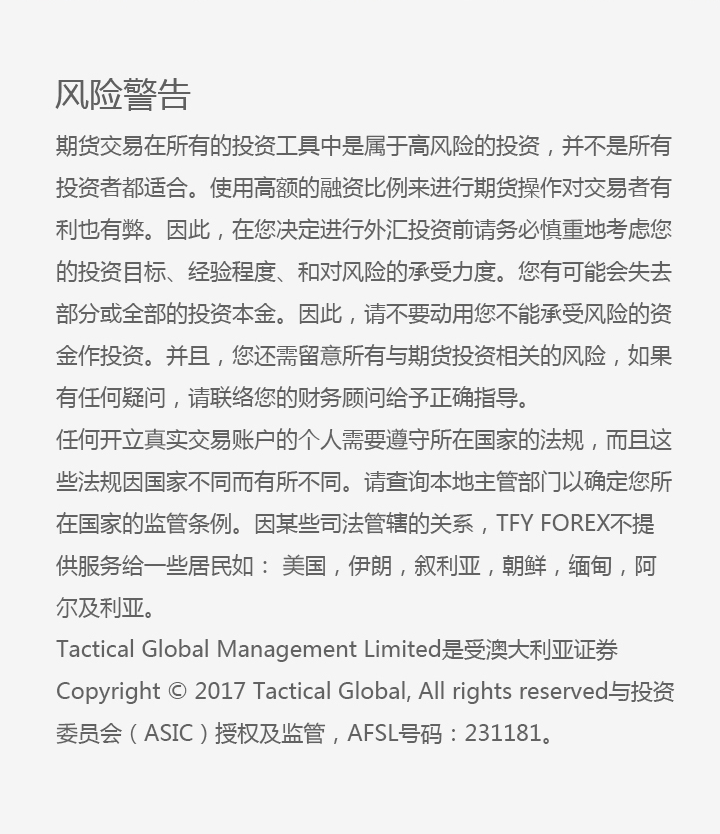 风险警告
期货交易在所有的投资工具中是属于高风险的投资，并不是所有
投资者都适合。使用高额的融资比例来进行期货操作对交易者有
利也有弊。因此，在您决定进行外汇投资前请务必慎重地考虑您
的投资目标、经验程度、和对风险的承受力度。您有可能会失去
部分或全部的投资本金。因此，请不要动用您不能承受风险的资
金作投资。并且，您还需留意所有与期货投资相关的风险，如果
有任何疑问，请联络您的财务顾问给予正确指导。
任何开立真实交易账户的个人需要遵守所在国家的法规，而且这
些法规因国家不同而有所不同。请查询本地主管部门以确定您所
在国家的监管条例。因某些司法管辖的关系，TFY FOREX不提
供服务给一些居民如： 美国，伊朗，叙利亚，朝鲜，缅甸，阿
尔及利亚。
Tactical Global Management Limited是受澳大利亚证券
Copyright © 2017 Tactical Global, All rights reserved与投资
委员会（ASIC）授权及监管，AFSL号码：231181。